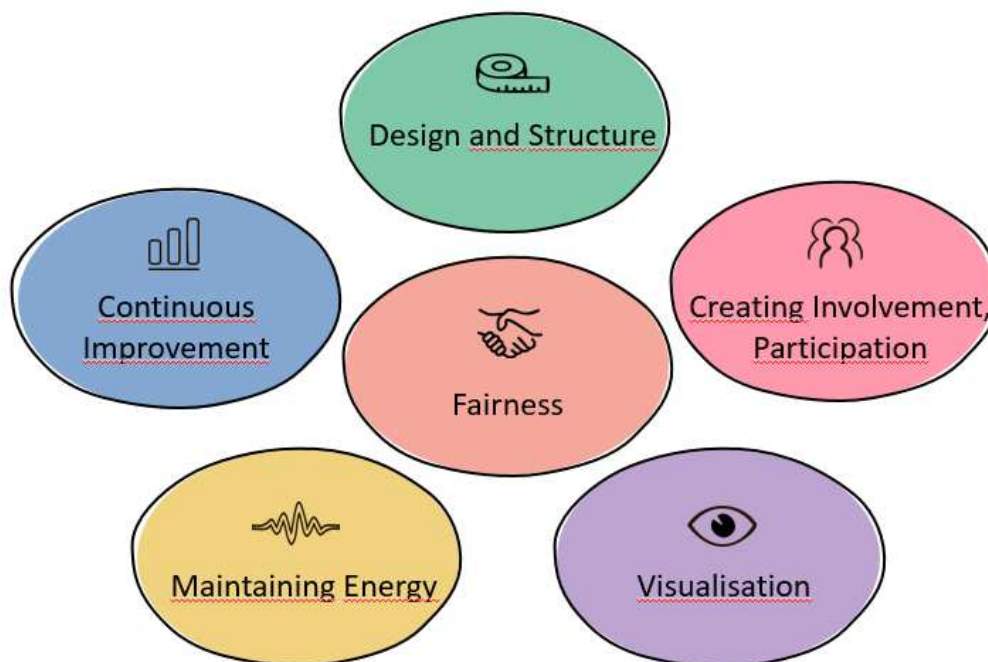 Design and Structure
Continuous
Improvement
Creating Involvement,
Participation
Fairness
Maintaining Energy
Visualisation